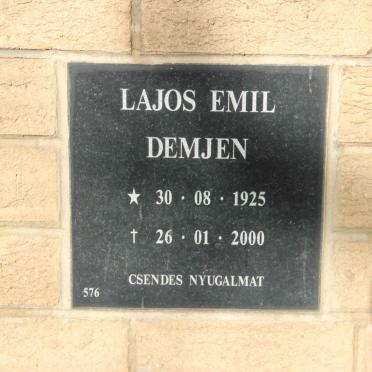 LAJOS EMIL
DEMJEN
★ 30 · 08 · 1925
† 26 · 01 · 2000
CSENDES NYUGALMAT
576